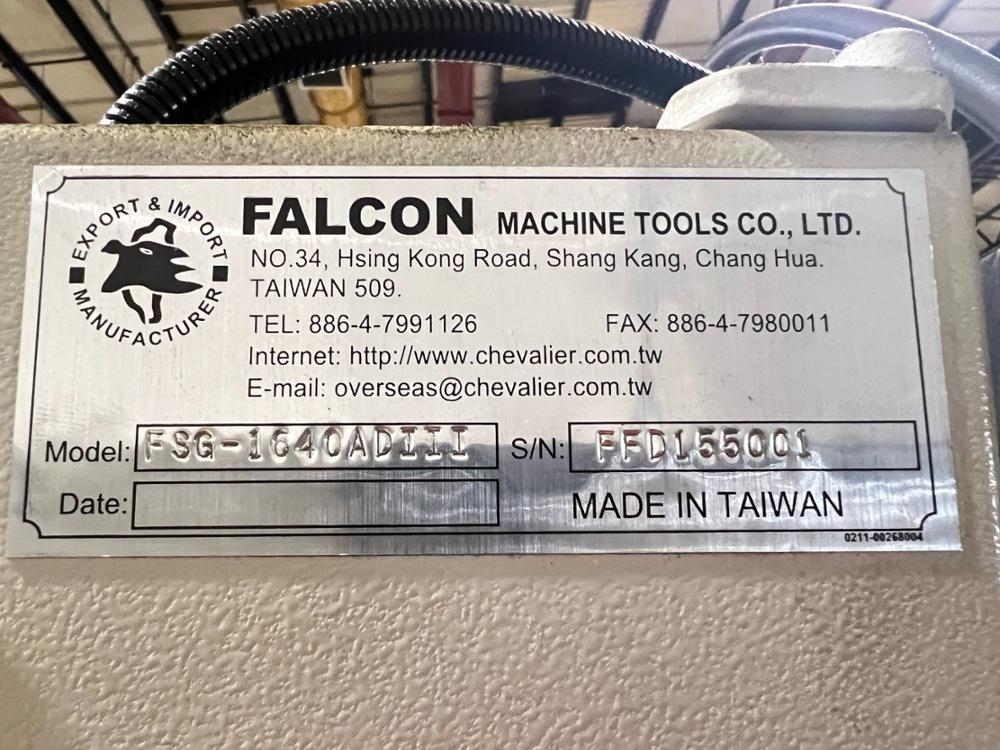 EXPORT & IMPORT
MANUFACTURER
FALCON MACHINE TOOLS CO., LTD.
NO.34, Hsing Kong Road, Shang Kang, Chang Hua.
TAIWAN 509.
TEL: 886-4-7991126 FAX: 886-4-7980011
Internet: http://www.chevalier.com.tw
E-mail: overseas@chevalier.com.tw
Model: FSG-1640ADIII S/N: FFD155001
Date: MADE IN TAIWAN
0211-00268004